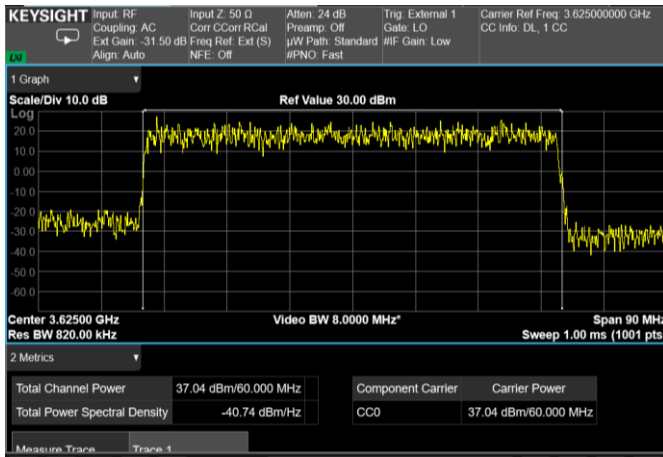 KEYSIGHT
LXI
Input: RF
Coupling: AC
Ext Gain: -31.50 dB
Align: Auto
Input Z: 50 Ω
Corr CCorr RCal
Freq Ref: Ext (S)
NFE: Off
Atten: 24 dB
Preamp: Off
µW Path: Standard
#PNO: Fast
Trig: External 1
Gate: LO
#IF Gain: Low
Carrier Ref Freq: 3.625000000 GHz
CC Info: DL, 1 CC
1 Graph
Scale/Div 10.0 dB
Ref Value 30.00 dBm
Log
20.0
10.0
0.00
-10.0
-20.0
-30.0
-40.0
-50.0
-60.0
Center 3.62500 GHz
Video BW 8.0000 MHz*
Span 90 MHz
Res BW 820.00 kHz
Sweep 1.00 ms (1001 pts
2 Metrics
Total Channel Power 37.04 dBm/60.000 MHz
Total Power Spectral Density -40.74 dBm/Hz
Component Carrier Carrier Power
CC0 37.04 dBm/60.000 MHz
Measure Trace Trace 1